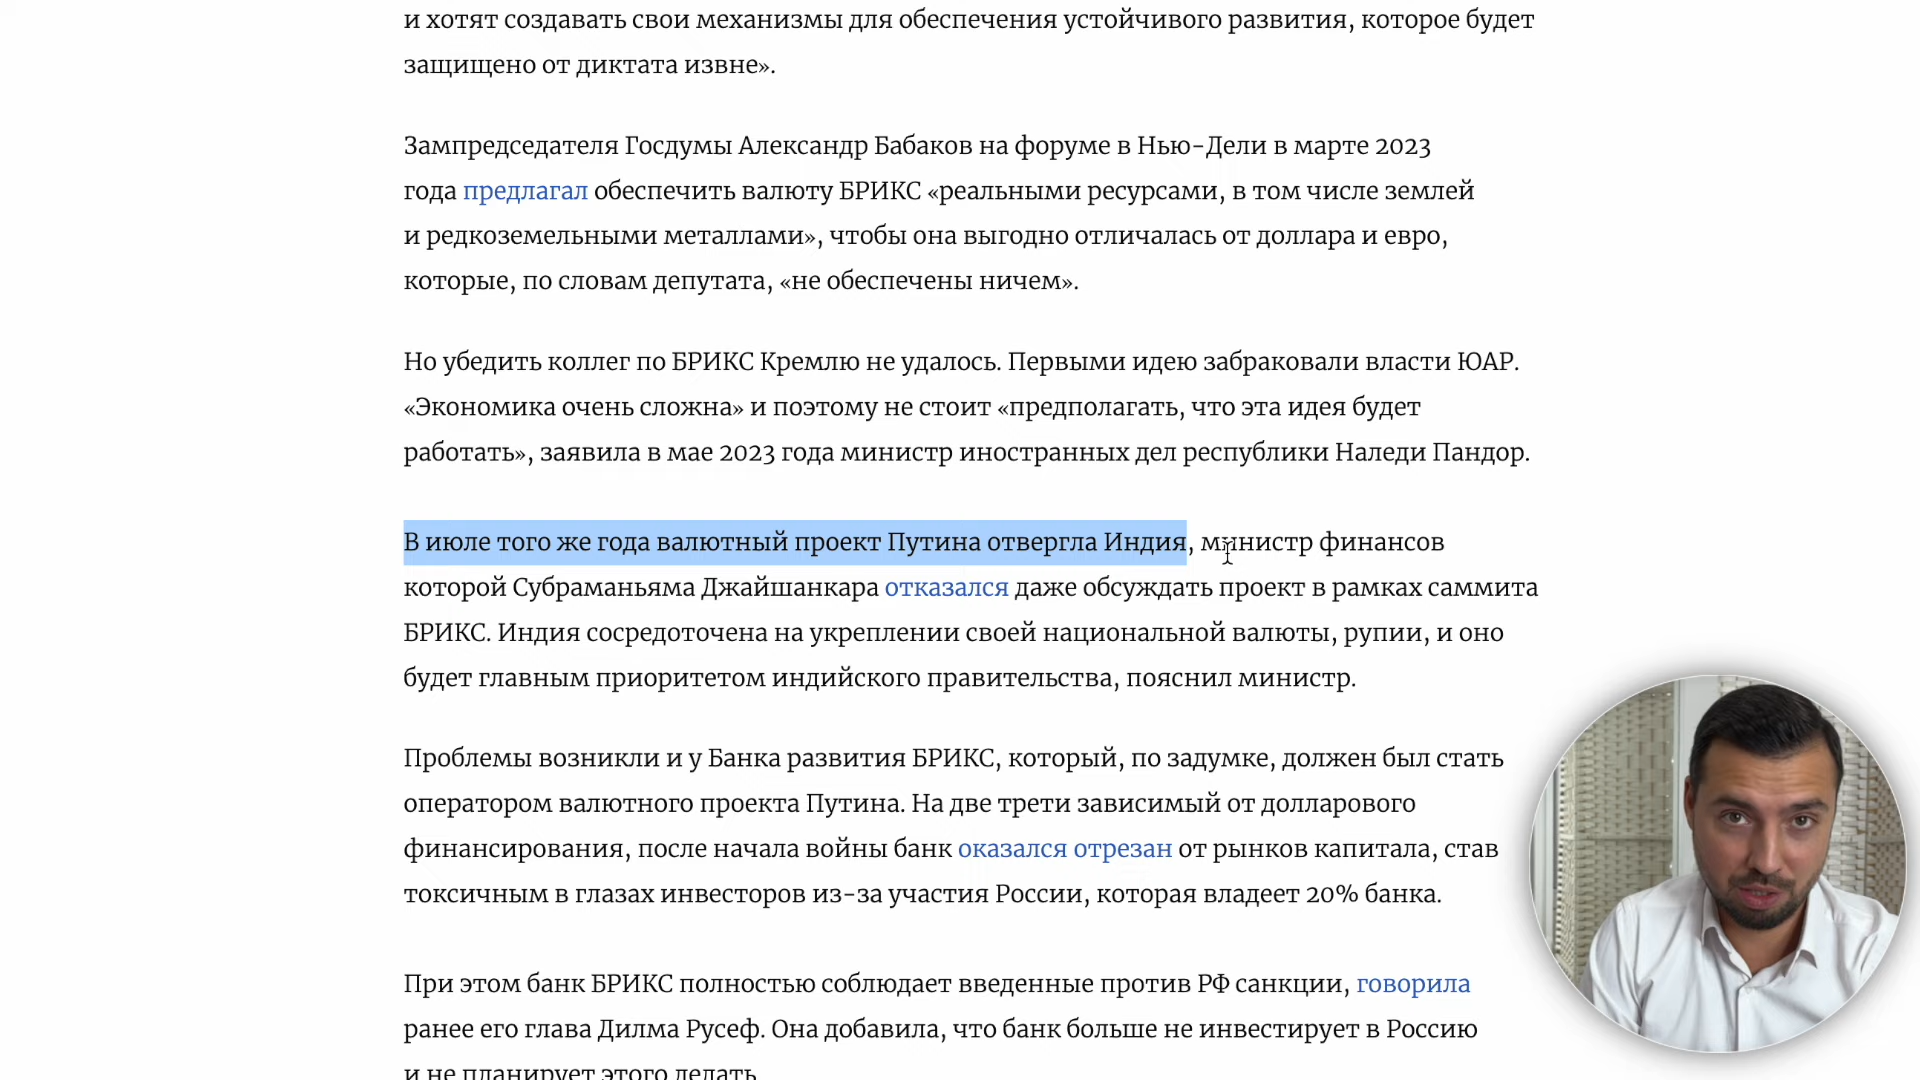 и хотят создавать свои механизмы для обеспечения устойчивого развития, которое будет
защищено от диктата извне».
Зампредседателя Госдумы Александр Бабаков на форуме в Нью-Дели в марте 2023
года предлагал обеспечить валюту БРИКС «реальными ресурсами, в том числе землей
и редкоземельными металлами», чтобы она выгодно отличалась от доллара и евро,
которые, по словам депутата, «не обеспечены ничем».
Но убедить коллег по БРИКС Кремлю не удалось. Первыми идею забраковали власти ЮАР.
«Экономика очень сложна» и поэтому не стоит «предполагать, что эта идея будет
работать», заявила в мае 2023 года министр иностранных дел республики Наледи Пандор.
В июле того же года валютный проект Путина отвергла Индия, министр финансов
которой Субраманьяма Джайшанкара отказался даже обсуждать проект в рамках саммита
БРИКС. Индия сосредоточена на укреплении своей национальной валюты, рупии, и оно
будет главным приоритетом индийского правительства, пояснил министр.
Проблемы возникли и у Банка развития БРИКС, который, по задумке, должен был стать
оператором валютного проекта Путина. На две трети зависимый от долларового
финансирования, после начала войны банк оказался отрезан от рынков капитала, став
токсичным в глазах инвесторов из-за участия России, которая владеет 20% банка.
При этом банк БРИКС полностью соблюдает введенные против РФ санкции, говорила
ранее его глава Дилма Русеф. Она добавила, что банк больше не инвестирует в Россию
и не планирует этого делать